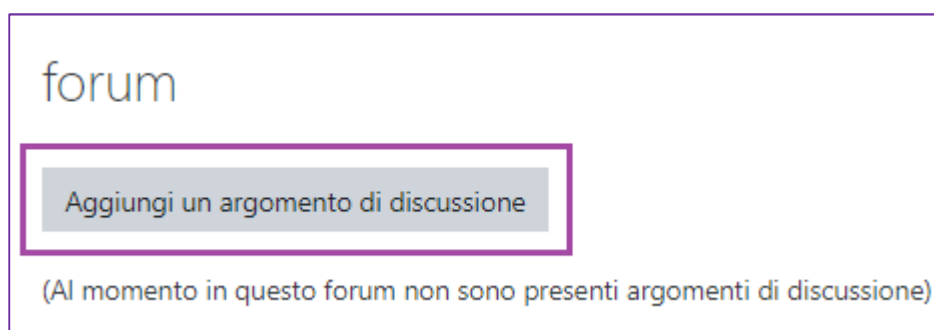 forum
Aggiungi un argomento di discussione
(Al momento in questo forum non sono presenti argomenti di discussione)